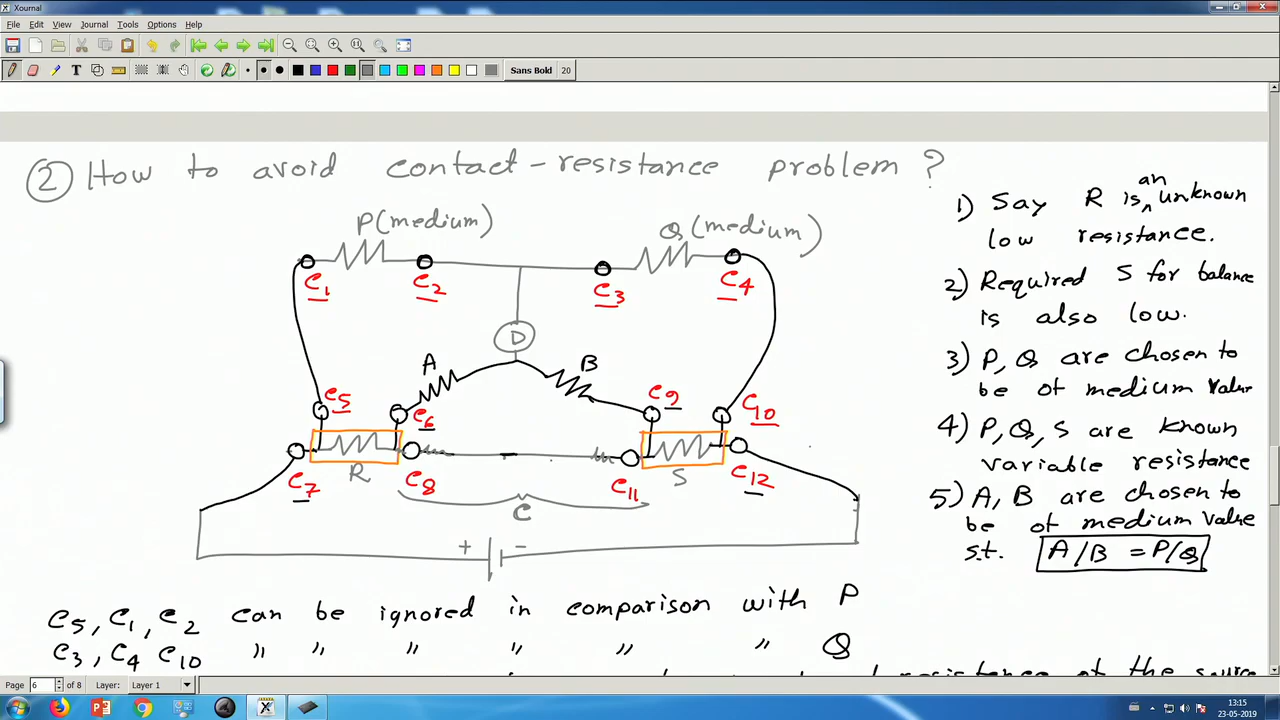 Xournal
File Edit View Journal Tools Options Help
Sans Bold 20
② How to avoid contact-resistance problem ?
P(medium)
Q(medium)
C1 C2 C3 C4
D
A B
C5 C6 C9 C10
R S
C7 C8 C11 C12
C
+ -
1) Say R is an unknown
low resistance.
2) Required S for balance
is also low.
3) P, Q are chosen to
be of medium value
4) P, Q, S are known
variable resistance
5) A, B are chosen to
be of medium value
s.t. A/B = P/Q
C5, C1, C2 can be ignored in comparison with P
C3, C4 C10 " " " " " " Q
resistance of the source
Page 6 of 8 Layer: Layer 1
13:15
23-05-2019